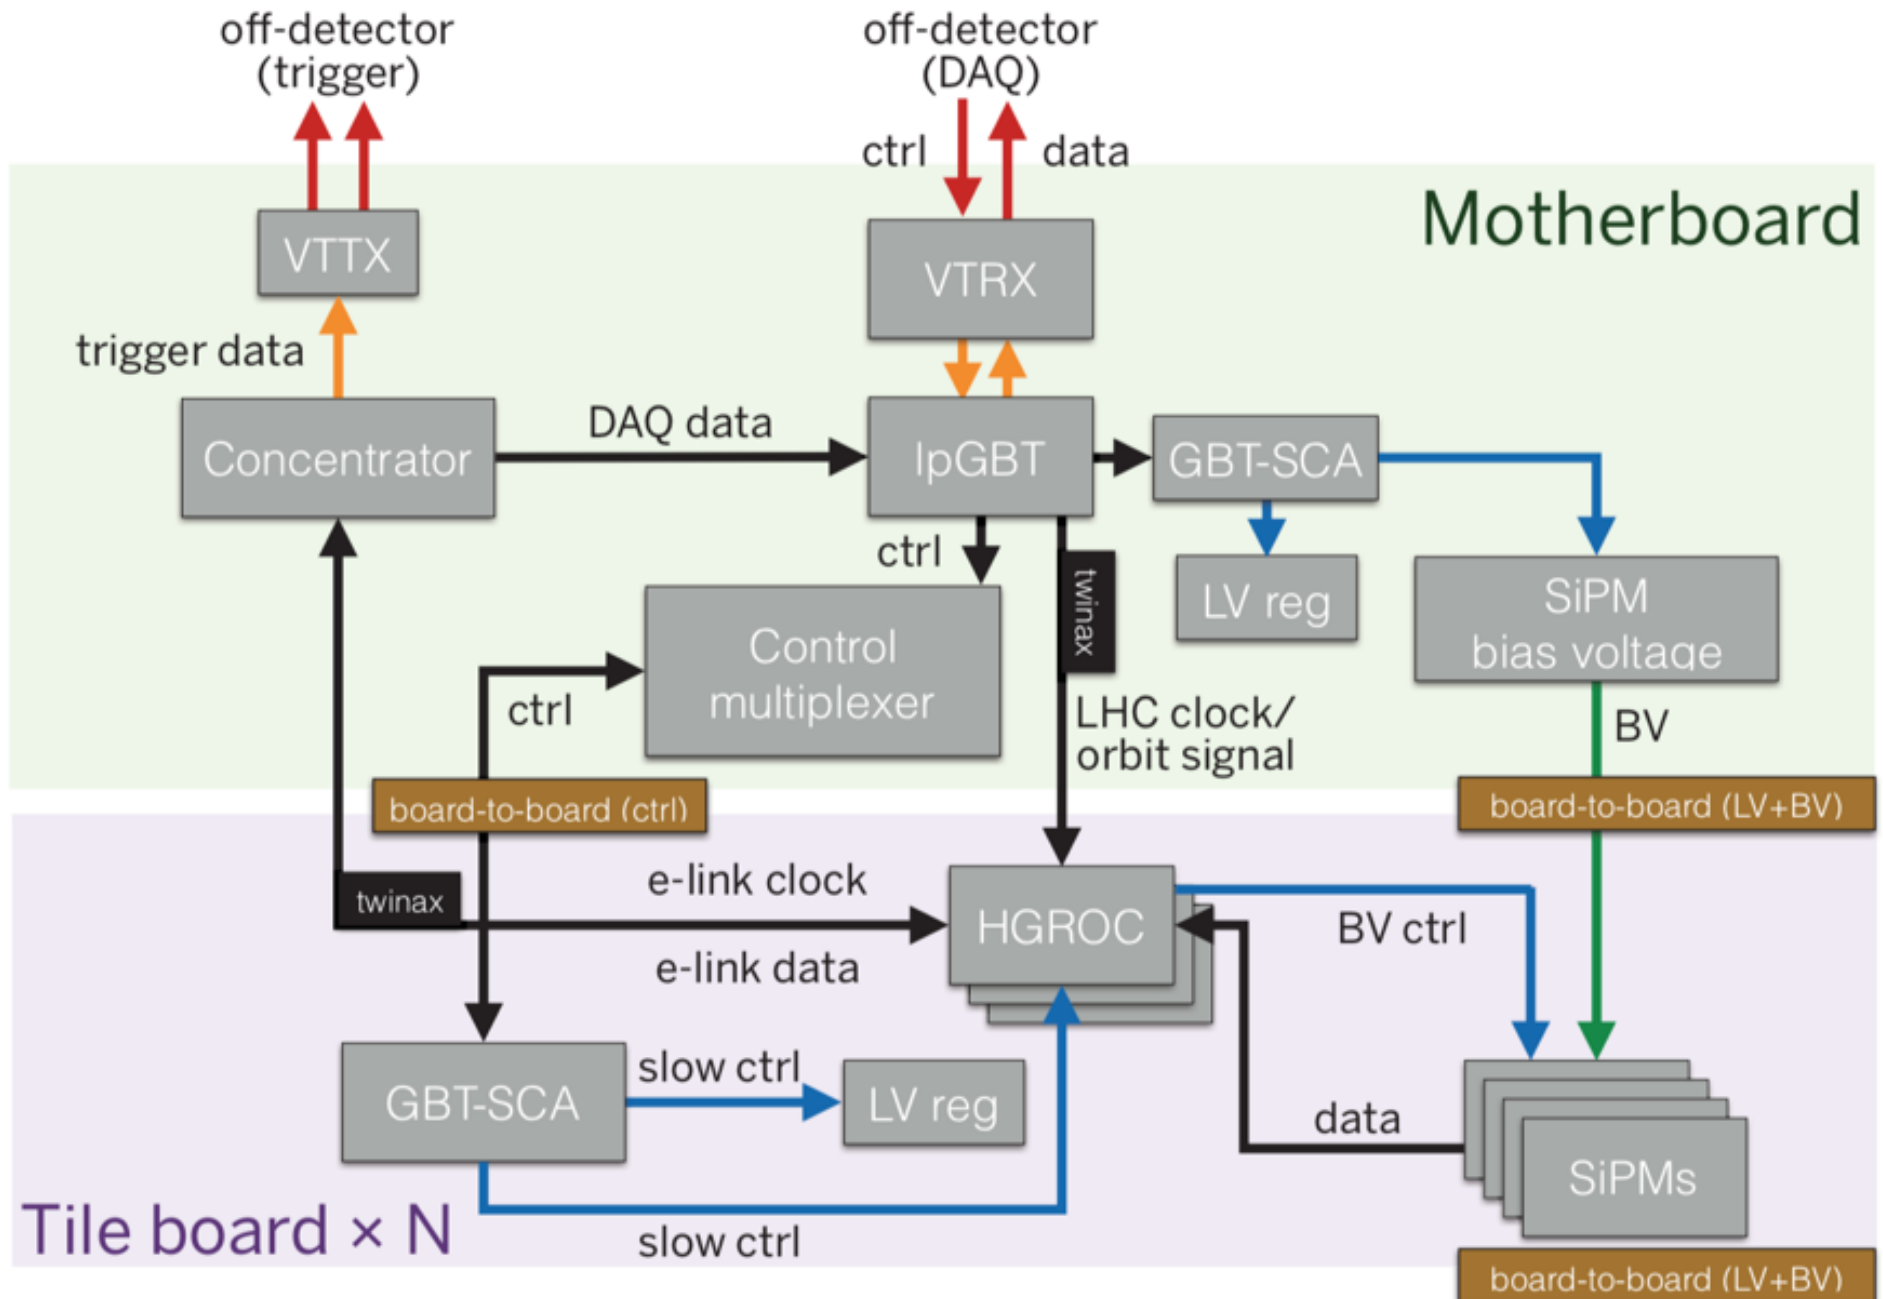 off-detector
(trigger)
off-detector
(DAQ)
ctrl
data
Motherboard
VTTX
VTRX
trigger data
Concentrator
DAQ data
lpGBT
GBT-SCA
ctrl
twinax
LV reg
SiPM
bias voltage
Control
multiplexer
ctrl
LHC clock/
orbit signal
BV
board-to-board (ctrl)
board-to-board (LV+BV)
twinax
e-link clock
e-link data
HGROC
BV ctrl
GBT-SCA
slow ctrl
LV reg
data
SiPMs
slow ctrl
Tile board × N
board-to-board (LV+BV)